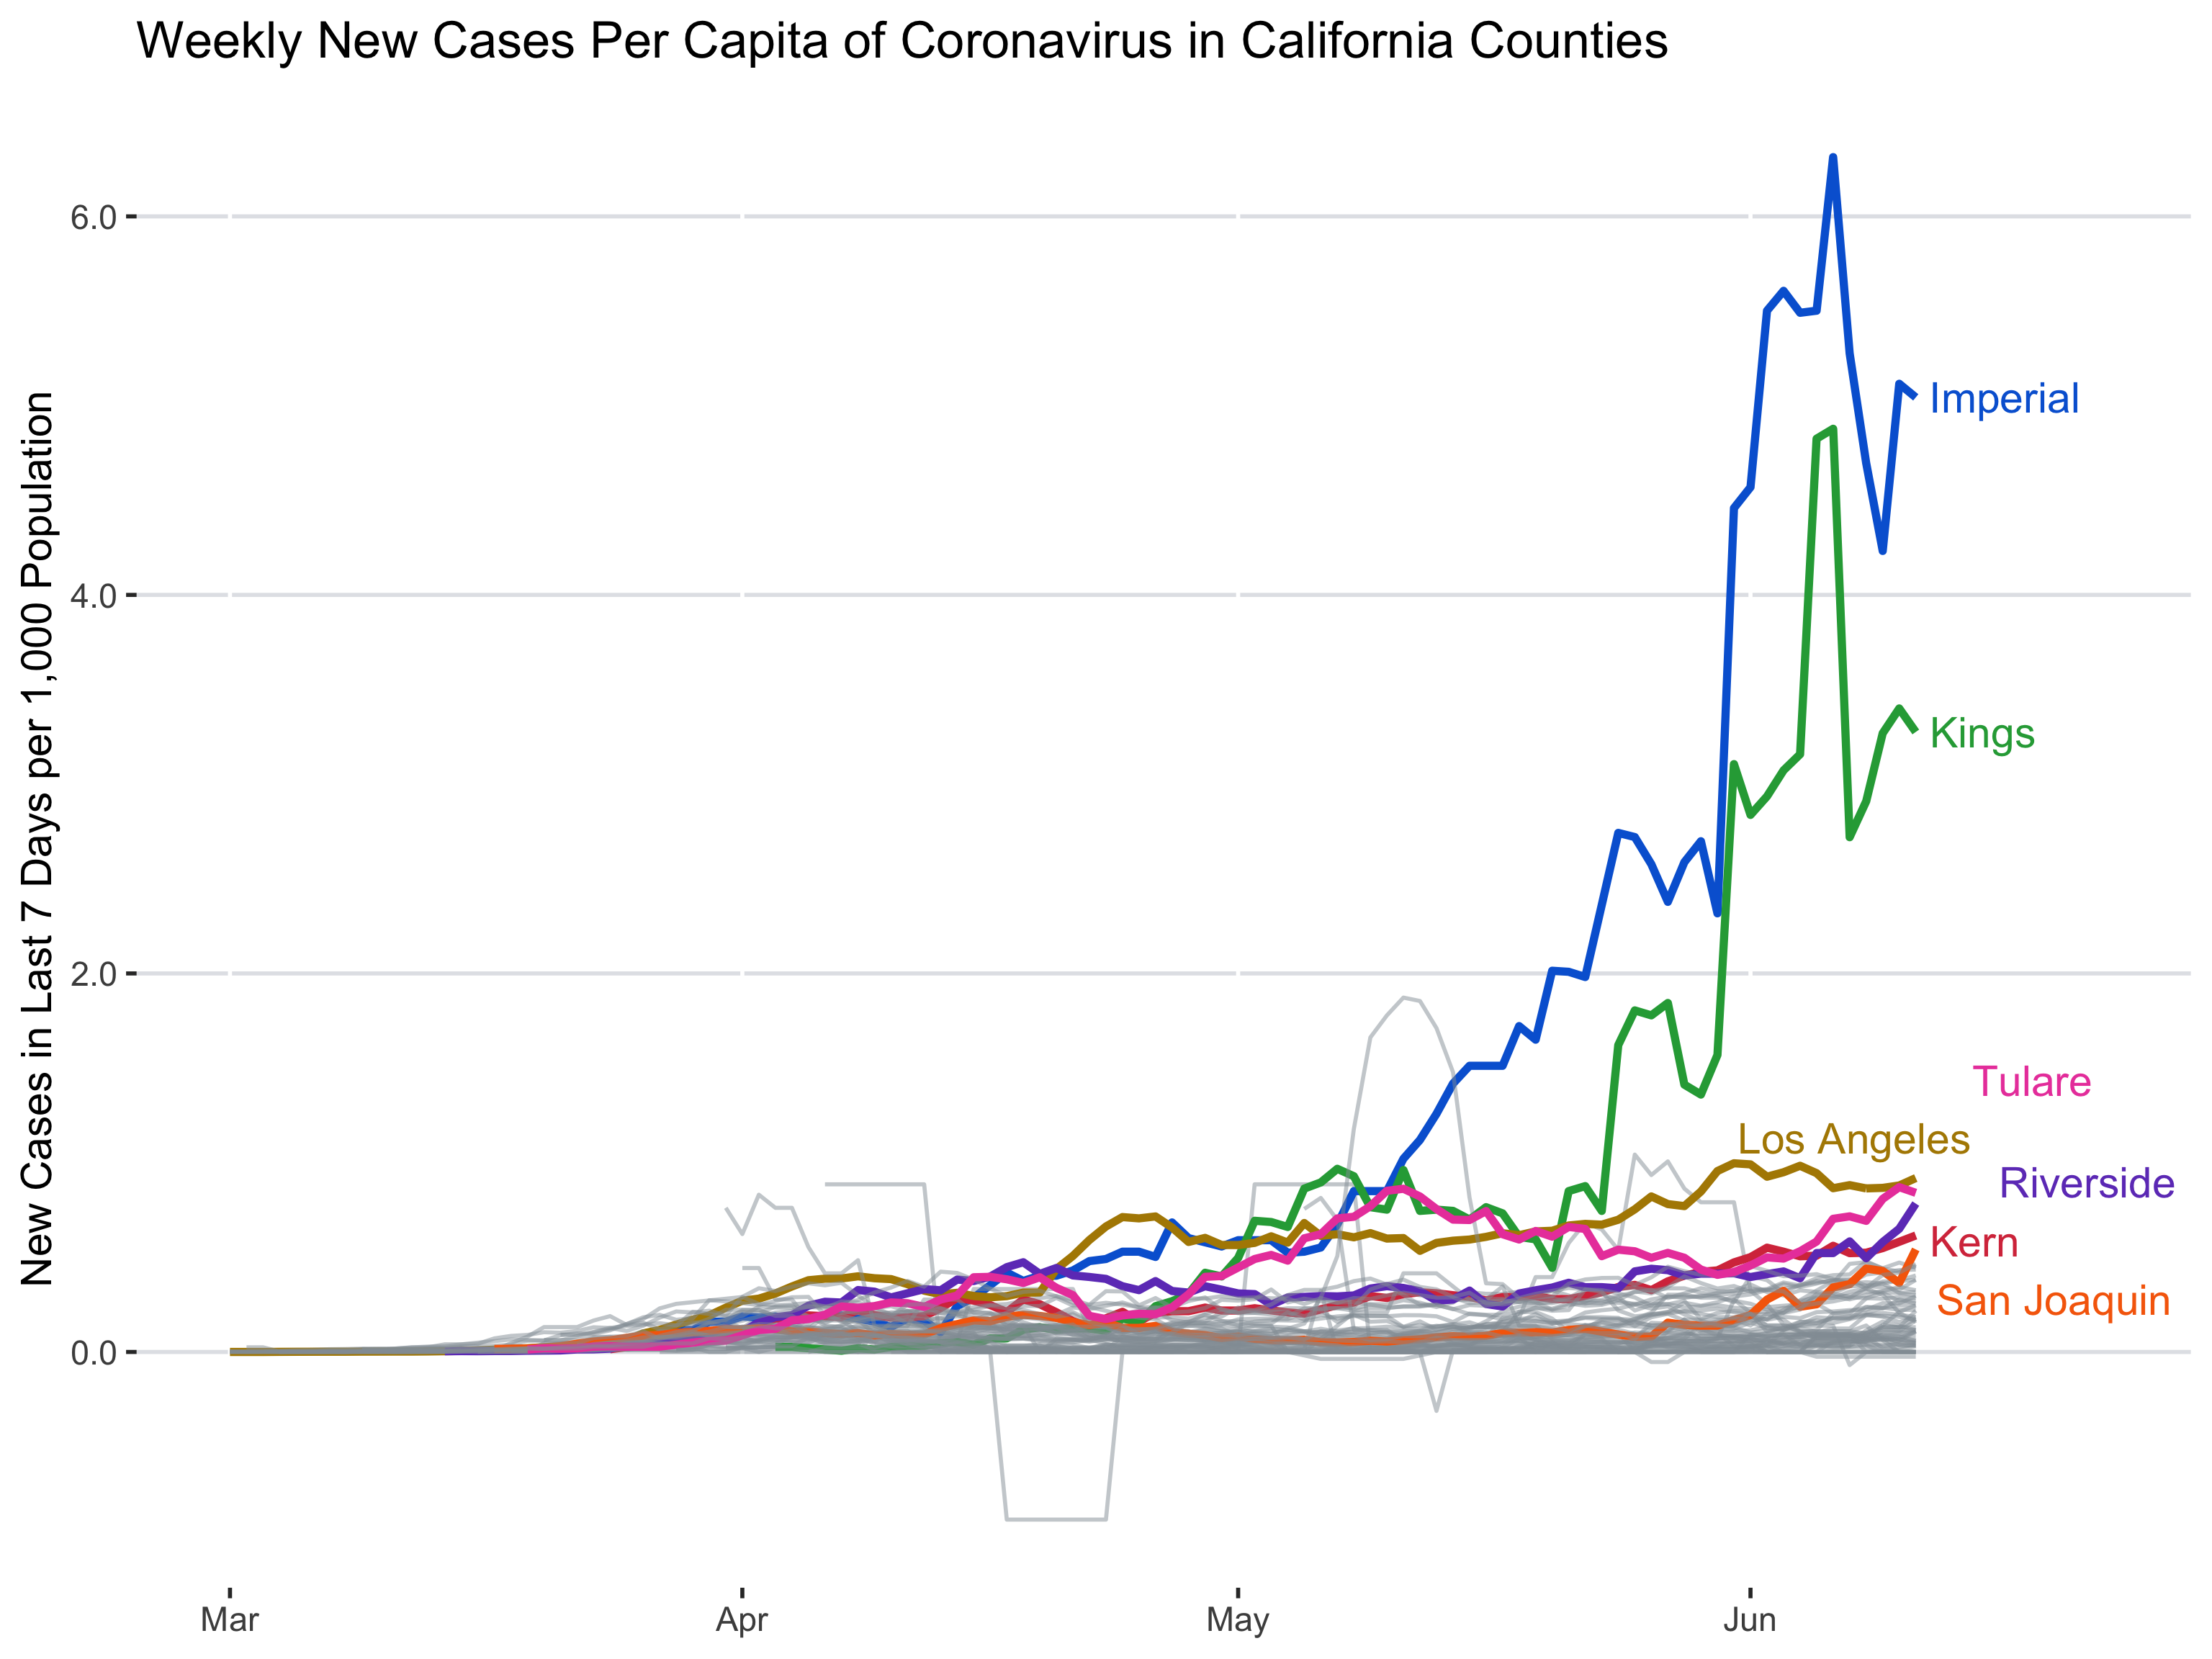 Weekly New Cases Per Capita of Coronavirus in California Counties
New Cases in Last 7 Days per 1,000 Population
6.0
4.0
2.0
0.0
Imperial
Kings
Tulare
Los Angeles
Riverside
Kern
San Joaquin
Mar
Apr
May
Jun